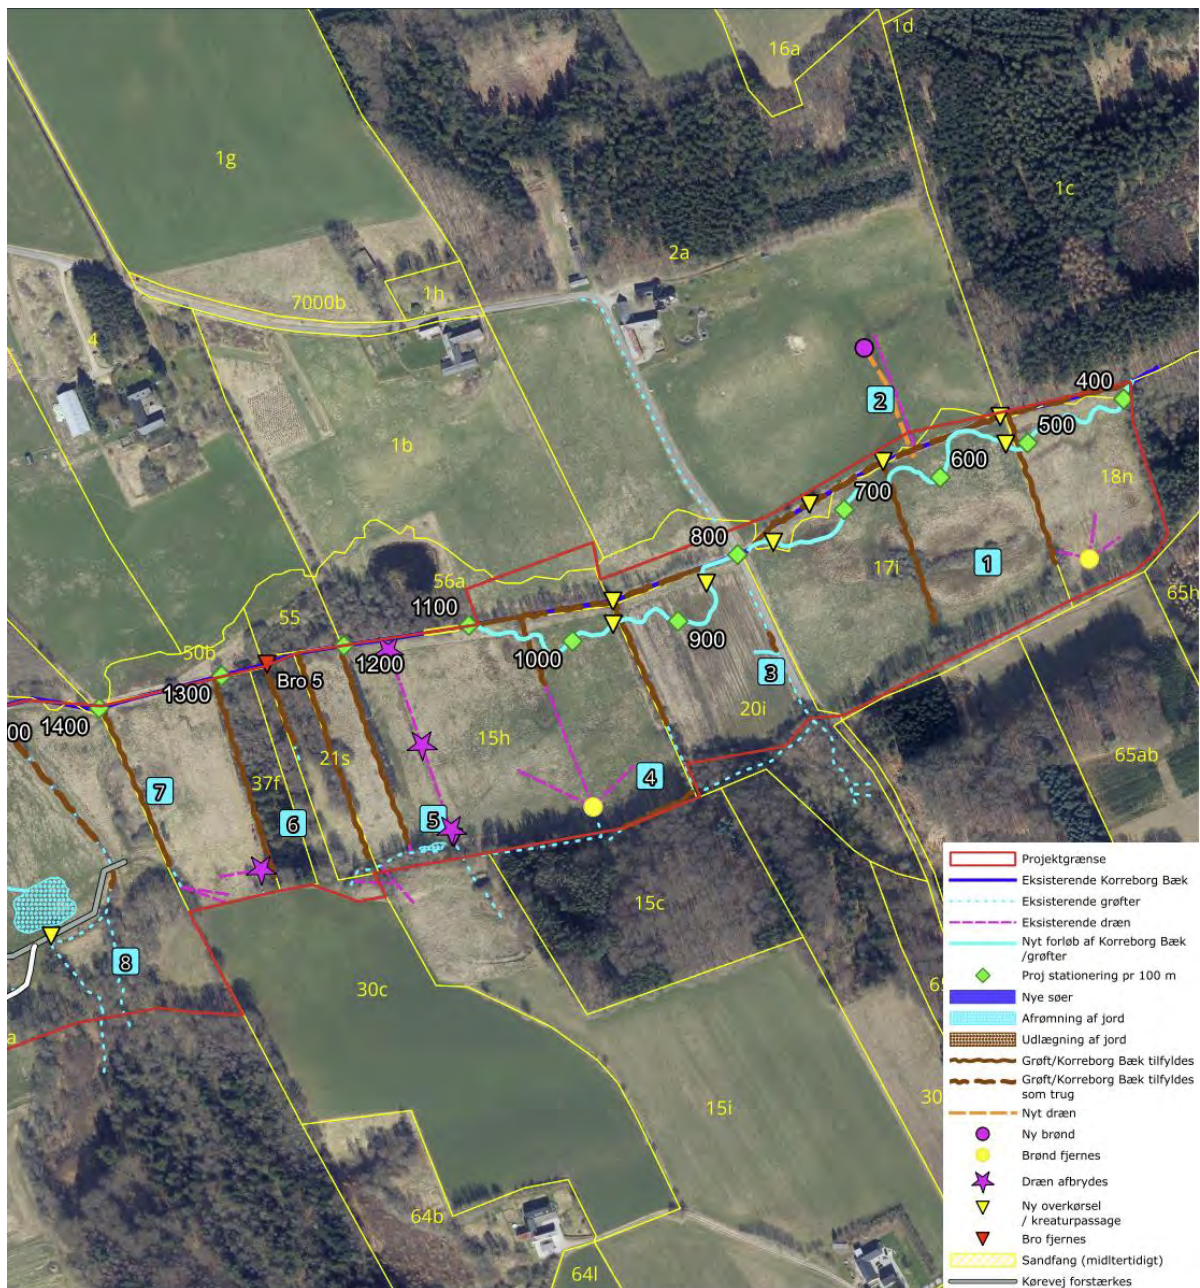 1d
16a
1g
1c
2a
1h
7000b
4
400
2
500
1b
600
18h
700
800
1
17i
56a
65h
1100
55
900
1000
50b
1200
1300
Bro 5
3
1400
00
20i
15h
21s
65ab
37f
4
7
5
6
15c
8
30c
65
a
30
15i
64b
64l
Projektgrænse
Eksisterende Korreborg Bæk
Eksisterende grøfter
Eksisterende dræn
Nyt forløb af Korreborg Bæk
/grøfter
Proj stationering pr 100 m
Nye søer
Afrømning af jord
Udlægning af jord
Grøft/Korreborg Bæk tilfyldes
Grøft/Korreborg Bæk tilfyldes
som trug
Nyt dræn
Ny brønd
Brønd fjernes
Dræn afbrydes
Ny overkørsel
/ kreaturpassage
Bro fjernes
Sandfang (midltertidigt)
Kørevej forstærkes